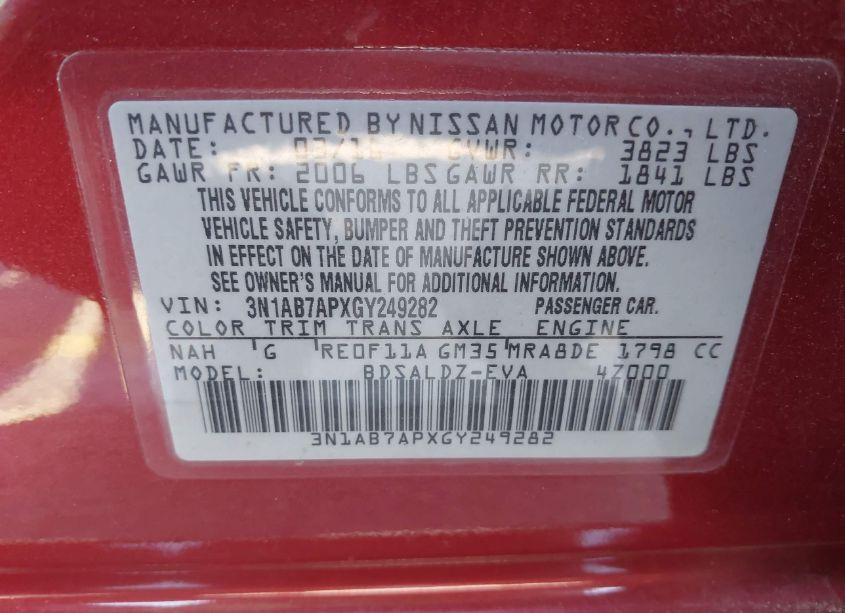 MANUFACTURED BY NISSAN MOTOR CO., LTD.
DATE: 03/16 GVWR: 3823 LBS
GAWR FR: 2006 LBS GAWR RR: 1841 LBS
THIS VEHICLE CONFORMS TO ALL APPLICABLE FEDERAL MOTOR
VEHICLE SAFETY, BUMPER AND THEFT PREVENTION STANDARDS
IN EFFECT ON THE DATE OF MANUFACTURE SHOWN ABOVE.
SEE OWNER'S MANUAL FOR ADDITIONAL INFORMATION.
VIN: 3N1AB7APXGY249282 PASSENGER CAR.
COLOR TRIM TRANS AXLE ENGINE
NAH G RE0F11A GM35 MRA8DE 1798 CC
MODEL: BDSALDZ-EVA 4Z000
3N1AB7APXGY249282